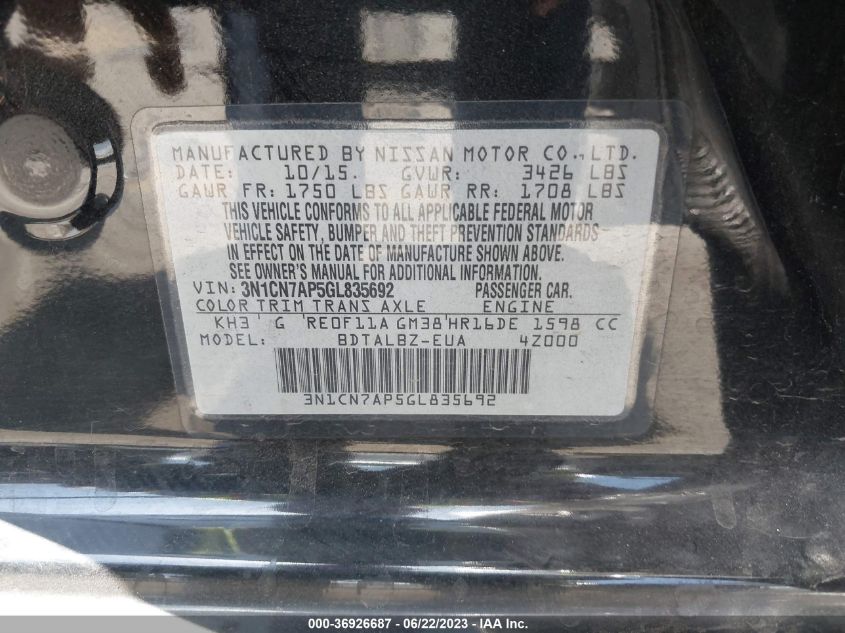 MANUFACTURED BY NISSAN MOTOR CO., LTD.
DATE: 10/15. GVWR: 3426 LBS
GAWR FR: 1750 LBS GAWR RR: 1708 LBS
THIS VEHICLE CONFORMS TO ALL APPLICABLE FEDERAL MOTOR
VEHICLE SAFETY, BUMPER AND THEFT PREVENTION STANDARDS
IN EFFECT ON THE DATE OF MANUFACTURE SHOWN ABOVE.
SEE OWNER'S MANUAL FOR ADDITIONAL INFORMATION.
VIN: 3N1CN7AP5GL835692 PASSENGER CAR.
COLOR TRIM TRANS AXLE ENGINE
KH3 G RE0F11A GM38 HR16DE 1598 CC
MODEL: BDTALBZ-EUA 4Z000
3N1CN7AP5GL835692
000-36926687 - 06/22/2023 - © IAA Inc.